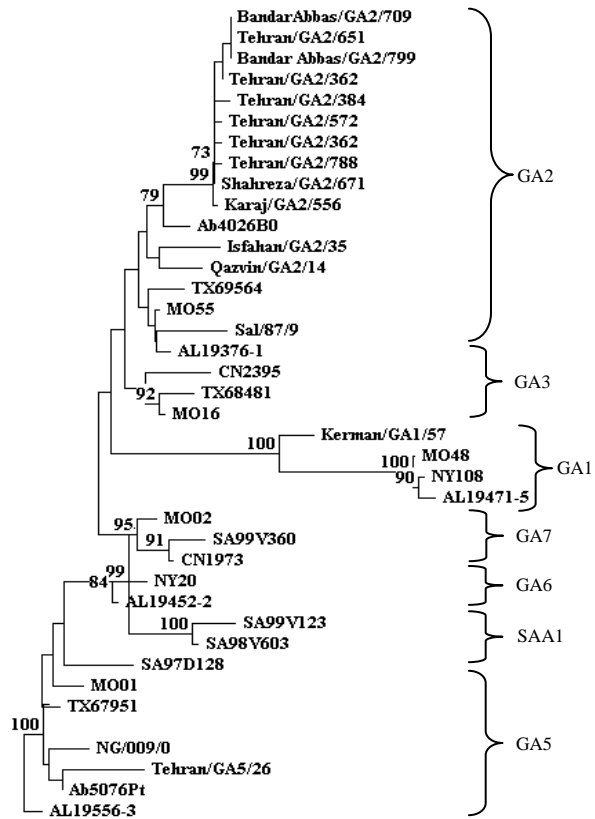 BandarAbbas/GA2/709
Tehran/GA2/651
Bandar Abbas/GA2/799
Tehran/GA2/362
Tehran/GA2/384
Tehran/GA2/572
73
Tehran/GA2/362
Tehran/GA2/788
99
Shahreza/GA2/671
GA2
79
Karaj/GA2/556
Ab4026B0
Isfahan/GA2/35
Qazvin/GA2/14
TX69564
MO55
Sal/87/9
AL19376-1
CN2395
GA3
92
TX68481
MO16
Kerman/GA1/57
100
MO48
100
GA1
90
NY108
AL19471-5
MO02
95
SA99V360
GA7
91
CN1973
99
NY20
84
GA6
AL19452-2
SA99V123
100
SAA1
SA98V603
SA97D128
MO01
TX67951
100
GA5
NG/009/0
Tehran/GA5/26
Ab5076Pt
AL19556-3